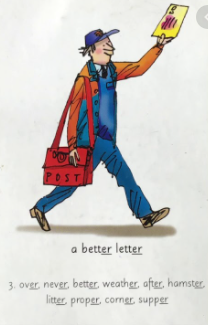 POST
a better letter
3. over, never, better, weather, after, hamster,
litter, proper, corner, supper